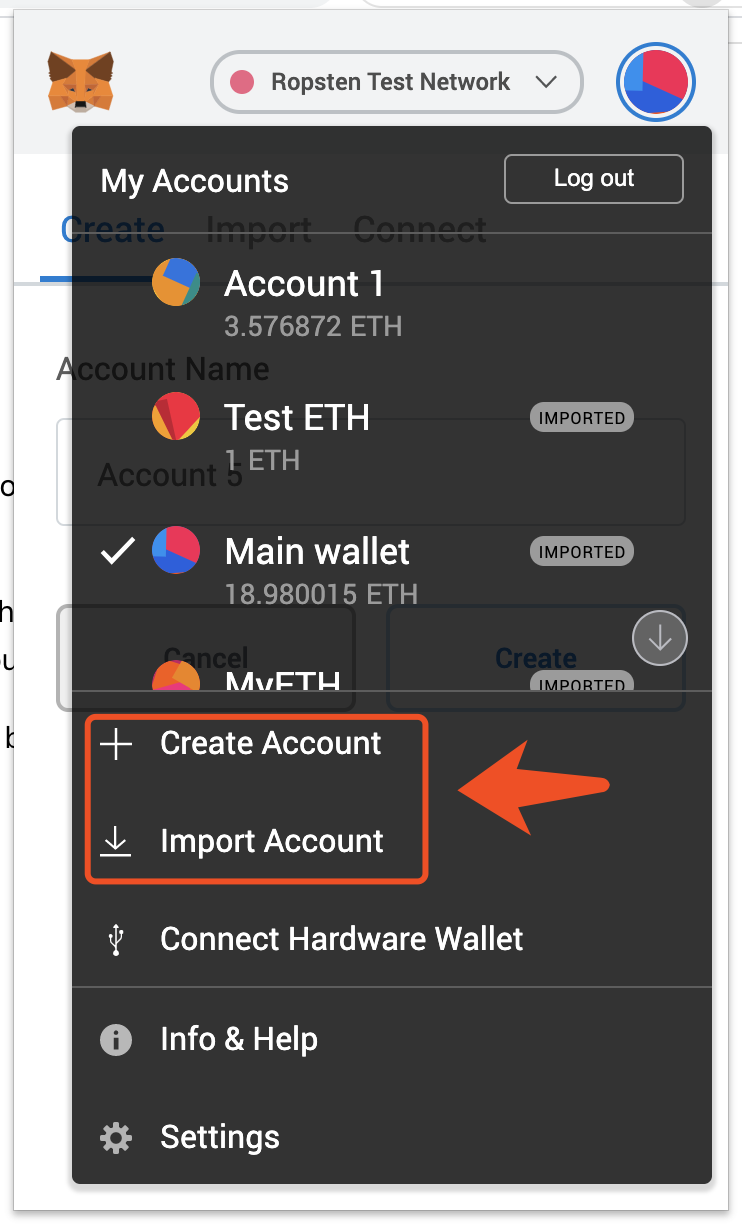 Ropsten Test Network
My Accounts
Log out
Create Import Connect
Account 1
3.576872 ETH
Account Name
Test ETH
IMPORTED
1 ETH
Account 5
Main wallet
IMPORTED
18.980015 ETH
Cancel
Create
MyETH
IMPORTED
Create Account
Import Account
Connect Hardware Wallet
Info & Help
Settings